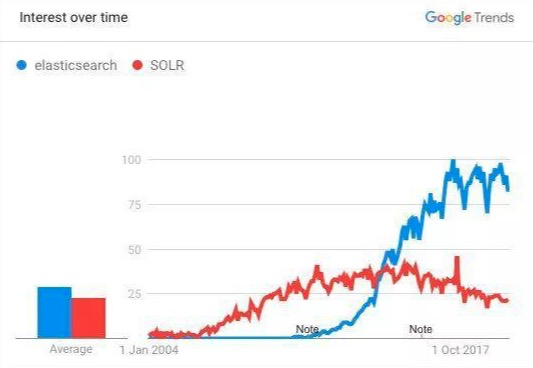 Interest over time
Google Trends
elasticsearch SOLR
100
75
50
25
Note Note
Average 1 Jan 2004 1 Oct 2017